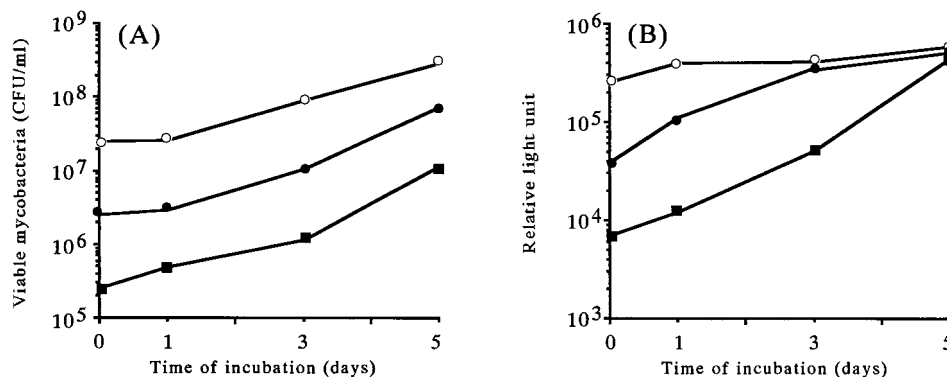 (A)
Viable mycobacteria (CFU/ml)
10⁹
10⁸
10⁷
10⁶
10⁵
0 1 3 5
Time of incubation (days)
(B)
Relative light unit
10⁶
10⁵
10⁴
10³
0 1 3 5
Time of incubation (days)